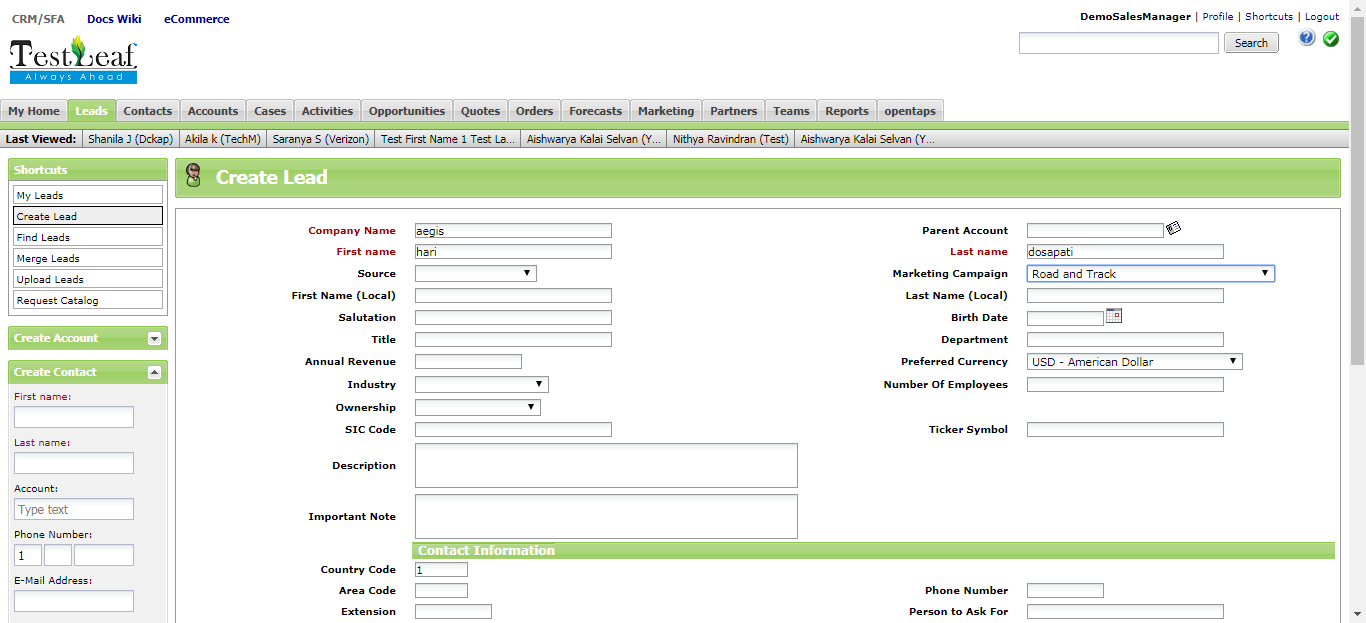 CRM/SFA Docs Wiki eCommerce
DemoSalesManager | Profile | Shortcuts | Logout
TestLeaf
Always Ahead
Search
My Home Leads Contacts Accounts Cases Activities Opportunities Quotes Orders Forecasts Marketing Partners Teams Reports opentaps
Last Viewed: Shanila J (Dckap) Akila k (TechM) Saranya S (Verizon) Test First Name 1 Test La... Aishwarya Kalai Selvan (Y... Nithya Ravindran (Test) Aishwarya Kalai Selvan (Y...
Shortcuts
My Leads
Create Lead
Find Leads
Merge Leads
Upload Leads
Request Catalog
Create Account
Create Contact
First name:
Last name:
Account:
Type text
Phone Number:
1
E-Mail Address:
Create Lead
Company Name aegis Parent Account
First name hari Last name dosapati
Source Marketing Campaign Road and Track
First Name (Local) Last Name (Local)
Salutation Birth Date
Title Department
Annual Revenue Preferred Currency USD - American Dollar
Industry Number Of Employees
Ownership
SIC Code Ticker Symbol
Description
Important Note
Contact Information
Country Code 1
Area Code Phone Number
Extension Person to Ask For